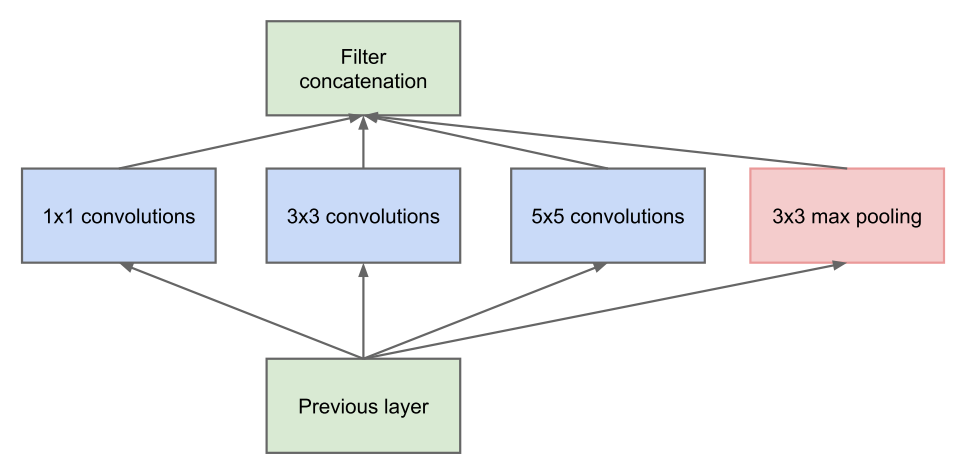 Filter
concatenation
1x1 convolutions
3x3 convolutions
5x5 convolutions
3x3 max pooling
Previous layer